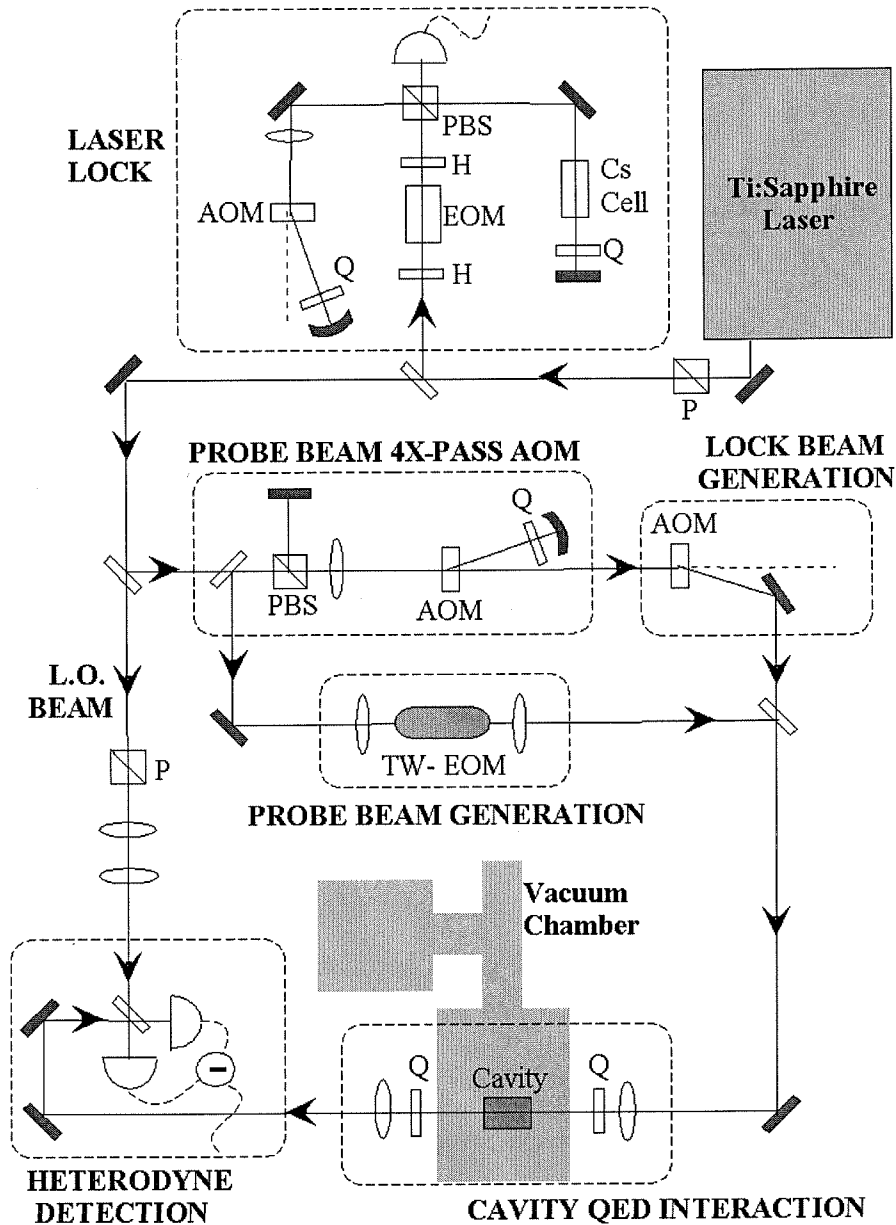 LASER
LOCK
PBS
H
AOM
EOM
Cs
Cell
Q
Q
H
Ti:Sapphire
Laser
P
PROBE BEAM 4X-PASS AOM
LOCK BEAM
GENERATION
Q
AOM
PBS
AOM
L.O.
BEAM
TW- EOM
P
PROBE BEAM GENERATION
Vacuum
Chamber
Q
Cavity
Q
HETERODYNE
DETECTION
CAVITY QED INTERACTION